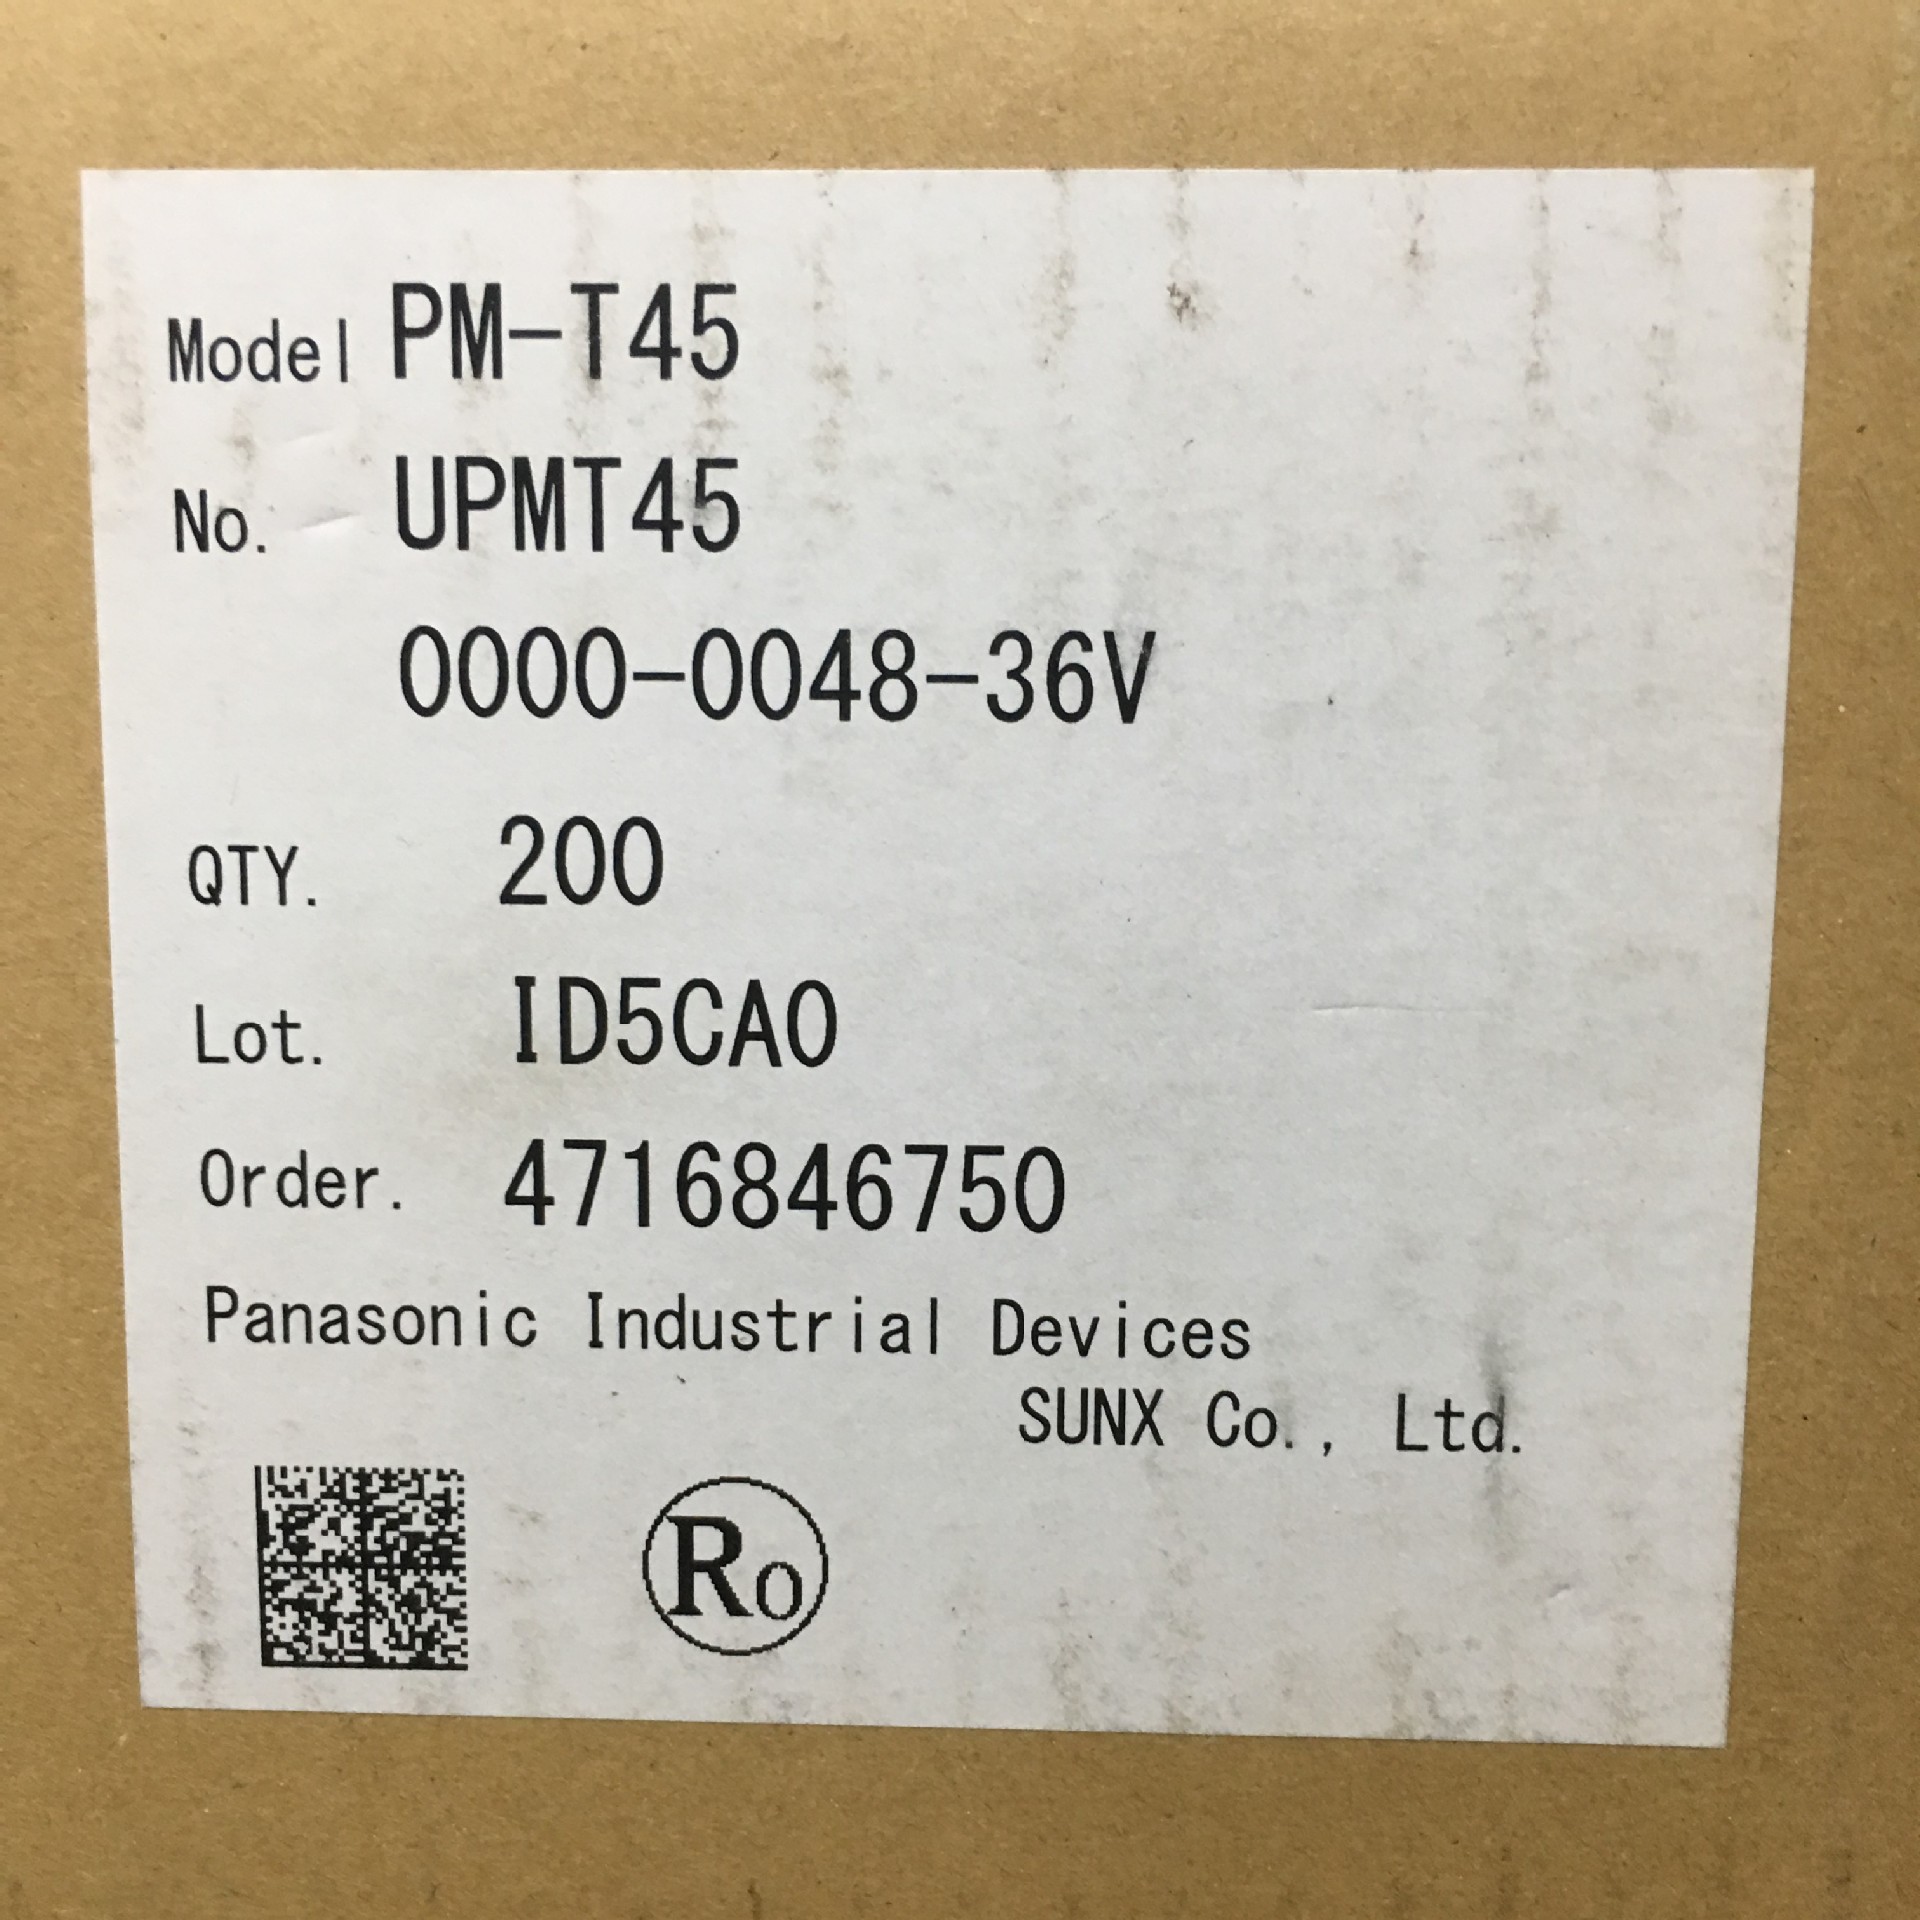 Model PM-T45
No. UPMT45
0000-0048-36V
QTY. 200
Lot. ID5CA0
Order. 4716846750
Panasonic Industrial Devices
SUNX Co., Ltd.
Ro